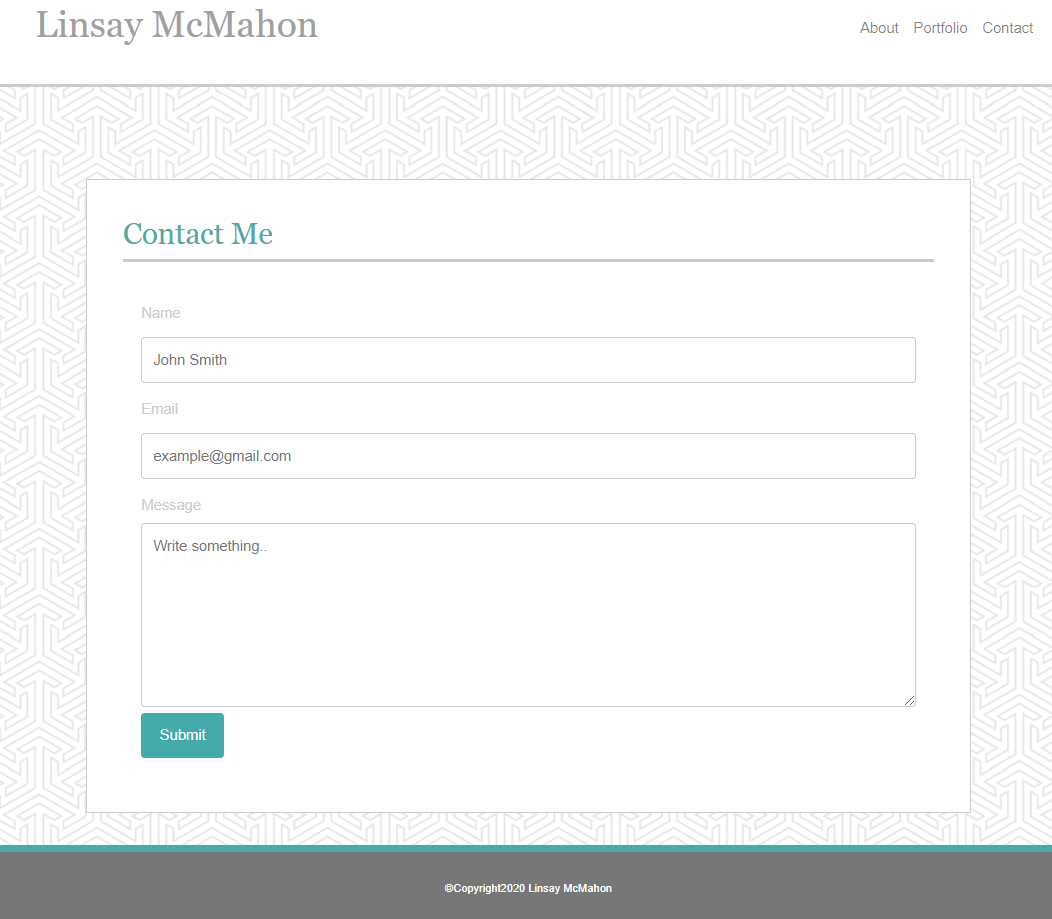 Linsay McMahon
About Portfolio Contact
Contact Me
Name
John Smith
Email
example@gmail.com
Message
Write something..
Submit
©Copyright2020 Linsay McMahon